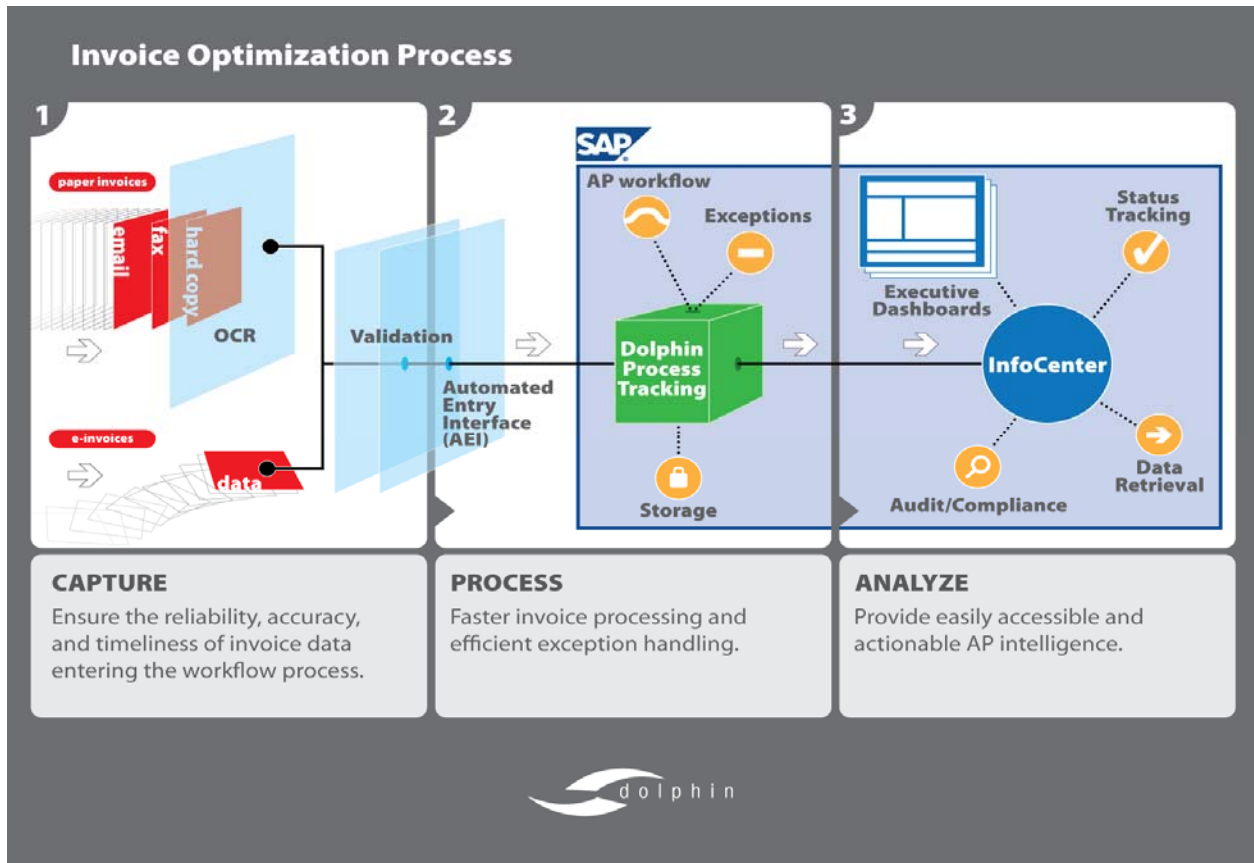 Invoice Optimization Process
1
paper invoices
email
fax
hard copy
OCR
e-invoices
data
Validation
Automated
Entry
Interface
(AEI)
2
SAP®
AP workflow
Exceptions
Dolphin
Process
Tracking
Storage
3
Executive
Dashboards
Status
Tracking
InfoCenter
Audit/Compliance
Data
Retrieval
CAPTURE
Ensure the reliability, accuracy,
and timeliness of invoice data
entering the workflow process.
PROCESS
Faster invoice processing and
efficient exception handling.
ANALYZE
Provide easily accessible and
actionable AP intelligence.
dolphin